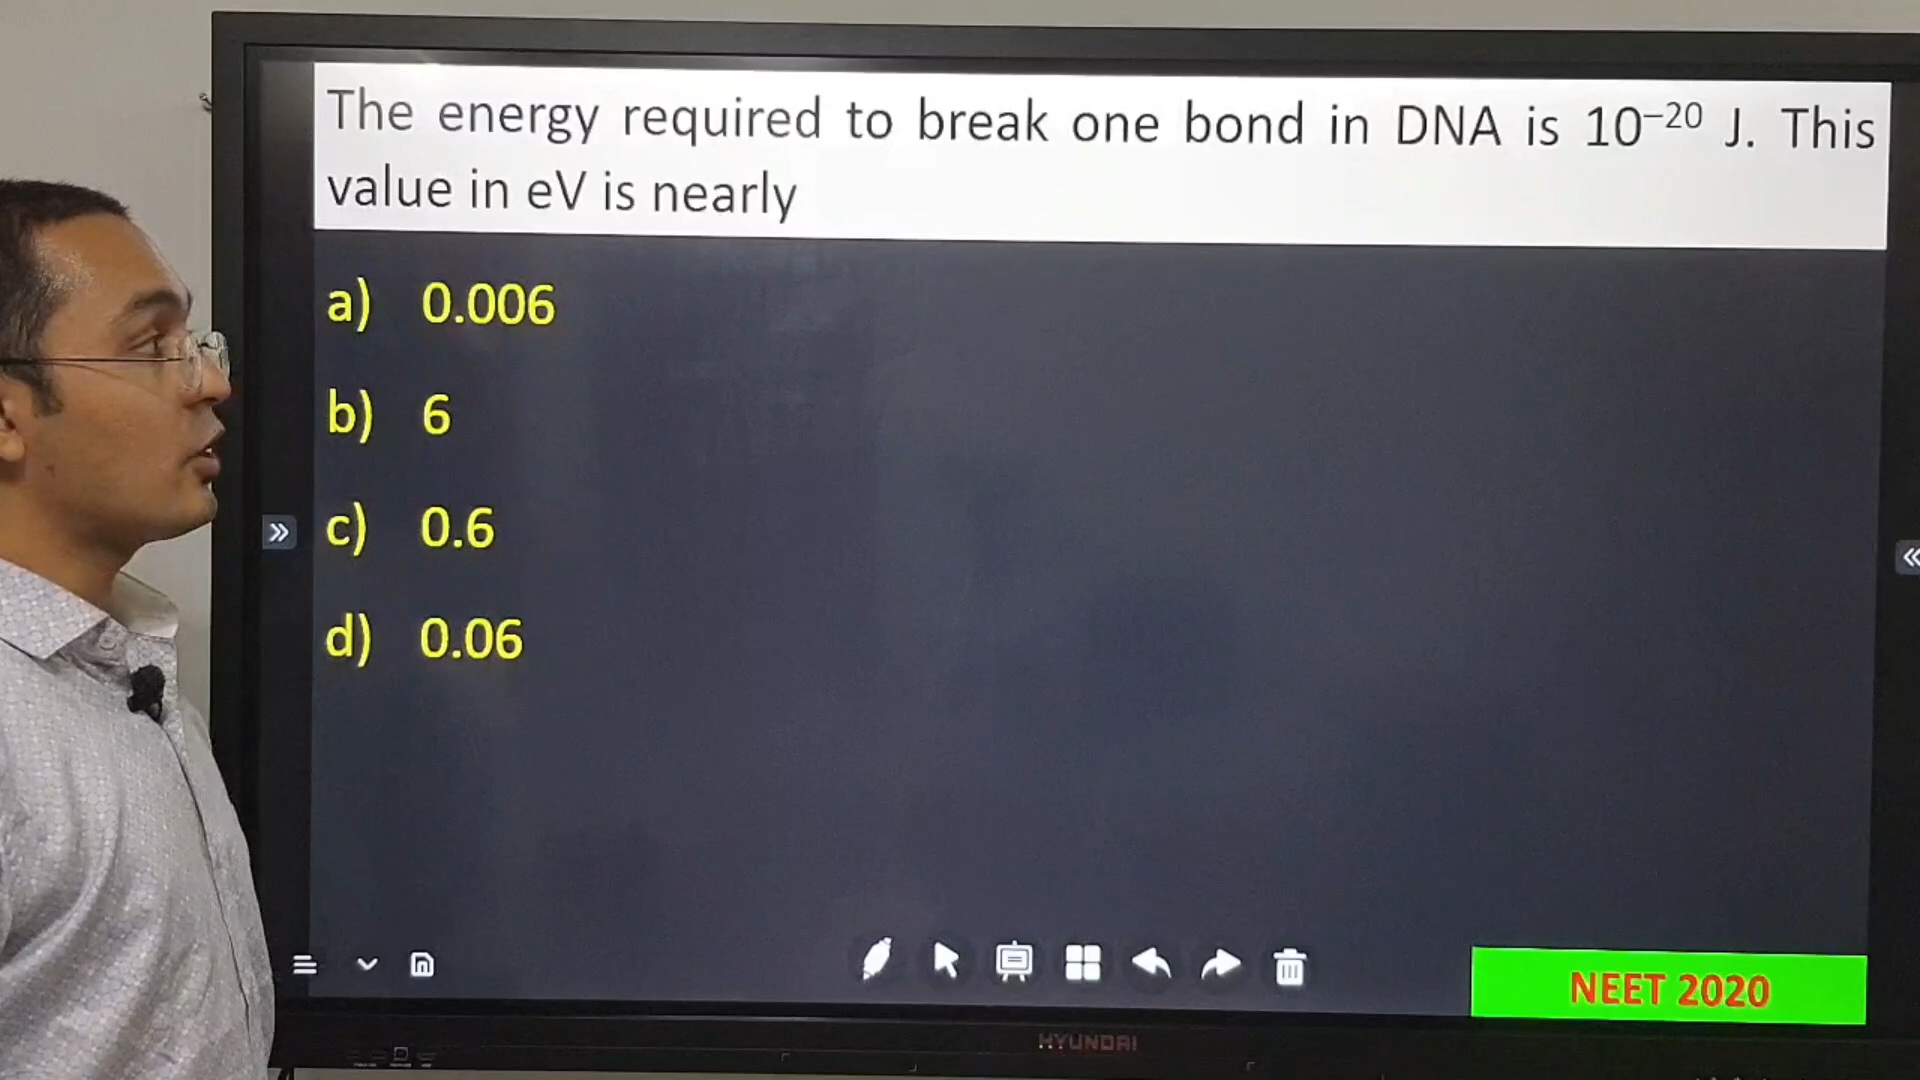 The energy required to break one bond in DNA is 10⁻²⁰ J. This
value in eV is nearly
a) 0.006
b) 6
c) 0.6
d) 0.06
NEET 2020
HYUNDAI